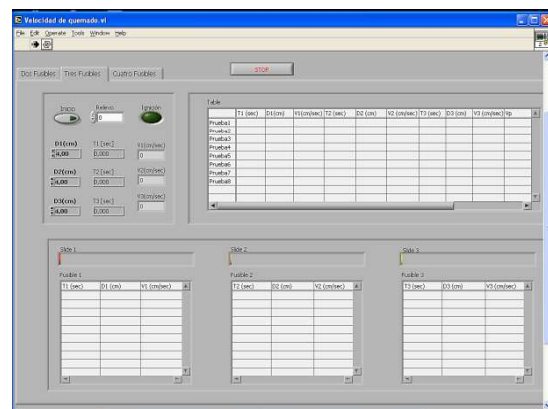 Velocidad de quemado.vi
File Edit Operate Tools Window Help
Dos Fusibles Tres Fusibles Cuatro Fusibles
STOP
Inicio Relevo Ignición
0
D1(cm) T1 [sec] V1(cm/sec)
4,00 0,000 0
D2(cm) T2 [sec] V2(cm/sec)
4,00 0,000 0
D3(cm) T3 [sec] V3(cm/sec)
4,00 0,000 0
Table
T1 (sec) D1(cm) V1(cm/sec) T2 (sec) D2 (cm) V2 (cm/sec) T3 (sec) D3 (cm) V3 (cm/sec) Vp
Prueba1
Prueba2
Prueba3
Prueba4
Prueba5
Prueba6
Prueba7
Prueba8
Slide 1 Slide 2 Slide 3
Fusible 1 Fusible 2 Fusible 3
T1 (sec) D1 (cm) V1 (cm/sec) T2 (sec) D2 (cm) V2 (cm/sec) T3 (sec) D3 (cm) V3 (cm/sec)